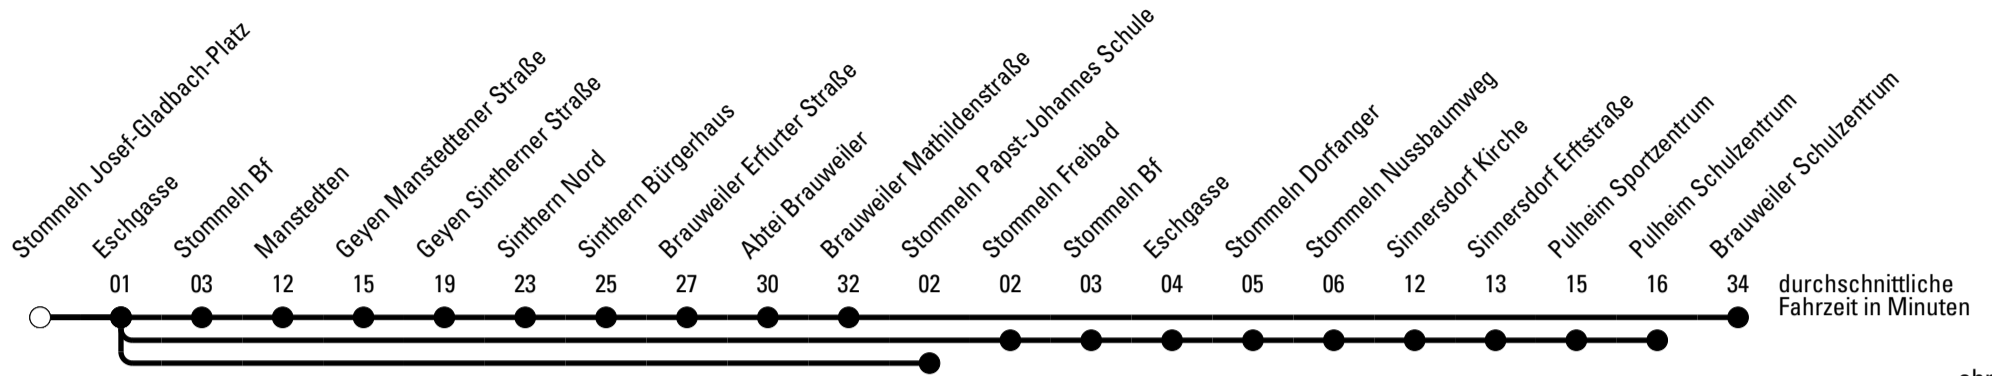 Stommeln Josef-Gladbach-Platz
Eschgasse
Stommeln Bf
Manstedten
Geyen Manstedtener Straße
Geyen Sintherner Straße
Sinthern Nord
Sinthern Bürgerhaus
Brauweiler Erfurter Straße
Abtei Brauweiler
Brauweiler Mathildenstraße
Stommeln Papst-Johannes Schule
Stommeln Freibad
Stommeln Bf
Eschgasse
Stommeln Dorfanger
Stommeln Nussbaumweg
Sinnersdorf Kirche
Sinnersdorf Erftstraße
Pulheim Sportzentrum
Pulheim Schulzentrum
Brauweiler Schulzentrum
01 03 12 15 19 23 25 27 30 32 02 02 03 04 05 06 12 13 15 16 34 durchschnittliche
Fahrzeit in Minuten